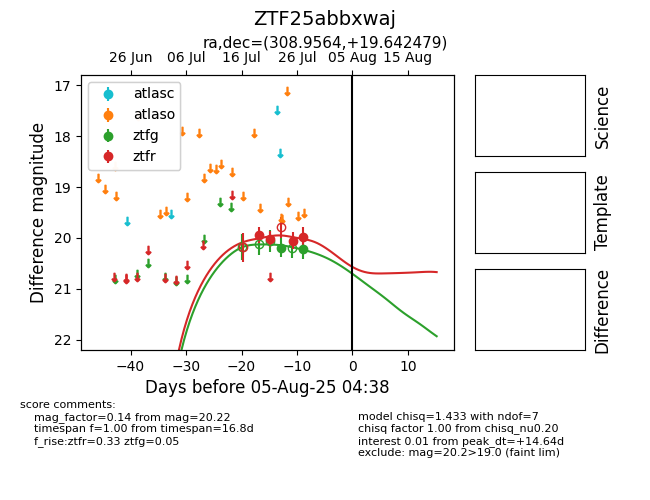 ZTF25abbxwaj
ra,dec=(308.9564,+19.642479)
26 Jun 06 Jul 16 Jul 26 Jul 05 Aug 15 Aug
17
18
19
20
21
22
Difference magnitude
atlasc
atlaso
ztfg
ztfr
−40 −30 −20 −10 0 10
Days before 05-Aug-25 04:38
Science
Template
Difference
score comments:
mag_factor=0.14 from mag=20.22
timespan f=1.00 from timespan=16.8d
f_rise:ztfr=0.33 ztfg=0.05
model chisq=1.433 with ndof=7
chisq factor 1.00 from chisq_nu0.20
interest 0.01 from peak_dt=+14.64d
exclude: mag=20.2>19.0 (faint lim)